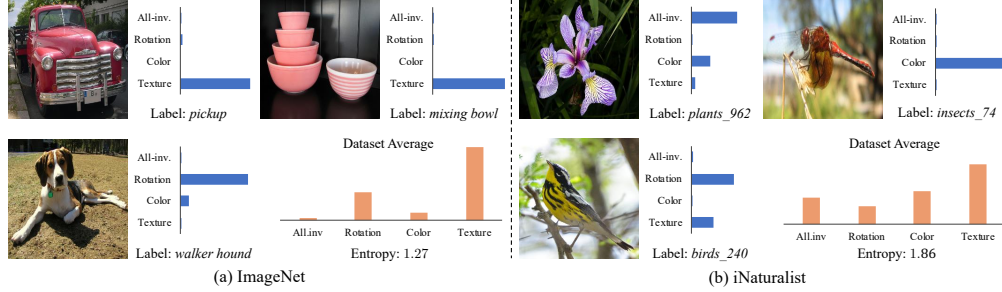 All-inv.
Rotation
Color
Texture
Label: pickup
All-inv.
Rotation
Color
Texture
Label: mixing bowl
All-inv.
Rotation
Color
Texture
Label: walker hound
Dataset Average
All.inv
Rotation
Color
Texture
Entropy: 1.27
(a) ImageNet
All-inv.
Rotation
Color
Texture
Label: plants_962
All-inv.
Rotation
Color
Texture
Label: insects_74
All-inv.
Rotation
Color
Texture
Label: birds_240
Dataset Average
All.inv
Rotation
Color
Texture
Entropy: 1.86
(b) iNaturalist